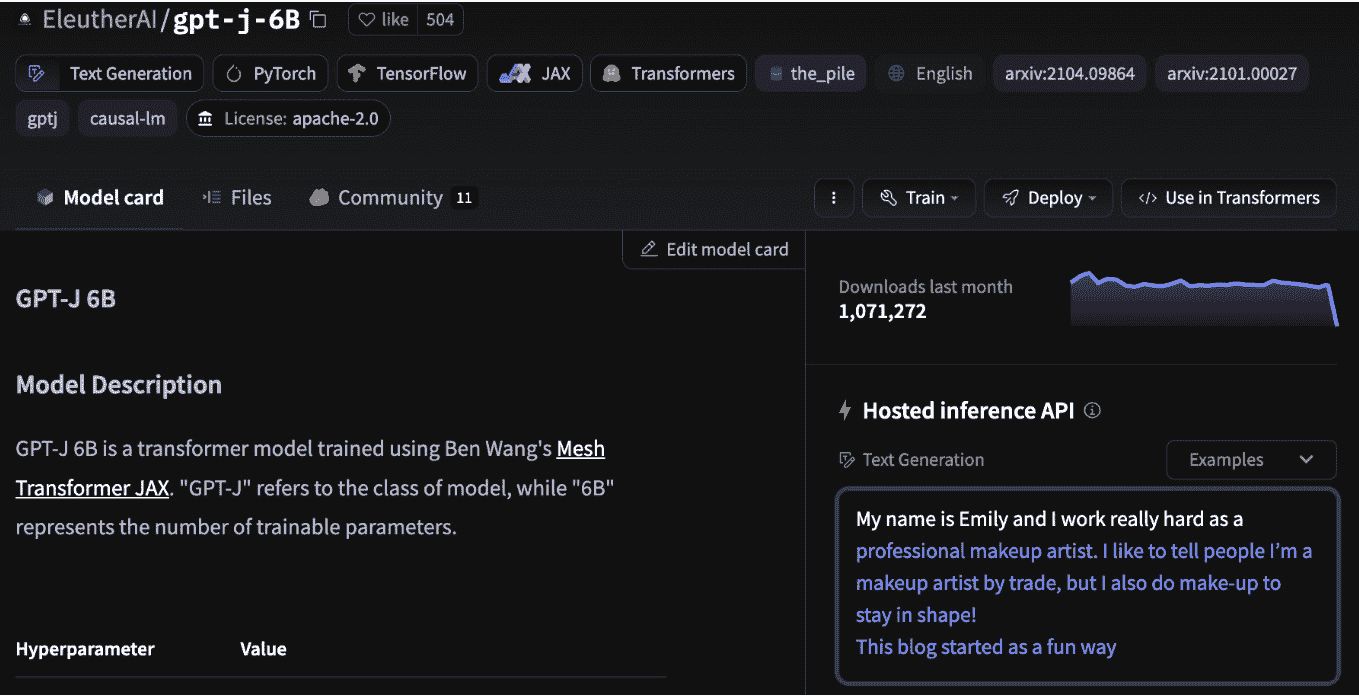 EleutherAI/gpt-j-6B like 504
Text Generation PyTorch TensorFlow JAX Transformers the_pile English arxiv:2104.09864 arxiv:2101.00027
gptj causal-lm License: apache-2.0
Model card Files Community 11 Train Deploy Use in Transformers
Edit model card
GPT-J 6B
Model Description
GPT-J 6B is a transformer model trained using Ben Wang's Mesh
Transformer JAX. "GPT-J" refers to the class of model, while "6B"
represents the number of trainable parameters.
Hyperparameter Value
Downloads last month
1,071,272
Hosted inference API
Text Generation Examples
My name is Emily and I work really hard as a
professional makeup artist. I like to tell people I’m a
makeup artist by trade, but I also do make-up to
stay in shape!
This blog started as a fun way